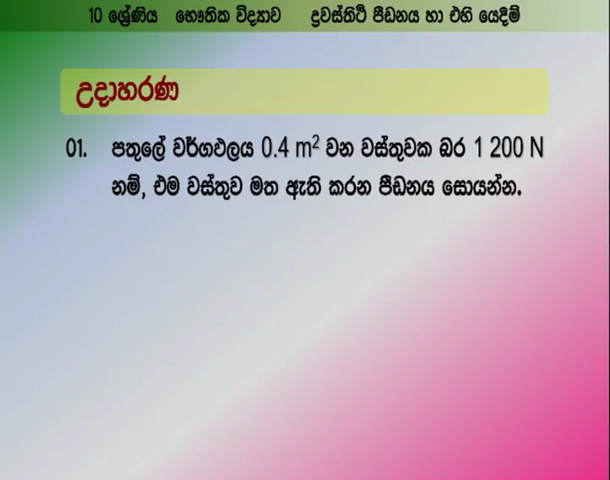 10 ශ්‍රේණිය භෞතික විද්‍යාව ද්‍රවස්තිථි පීඩනය හා එහි යෙදීම්
උදාහරණ
01. පතුලේ වර්ගඵලය 0.4 m² වන වස්තුවක බර 1 200 N
නම්, එම වස්තුව මත ඇති කරන පීඩනය සොයන්න.